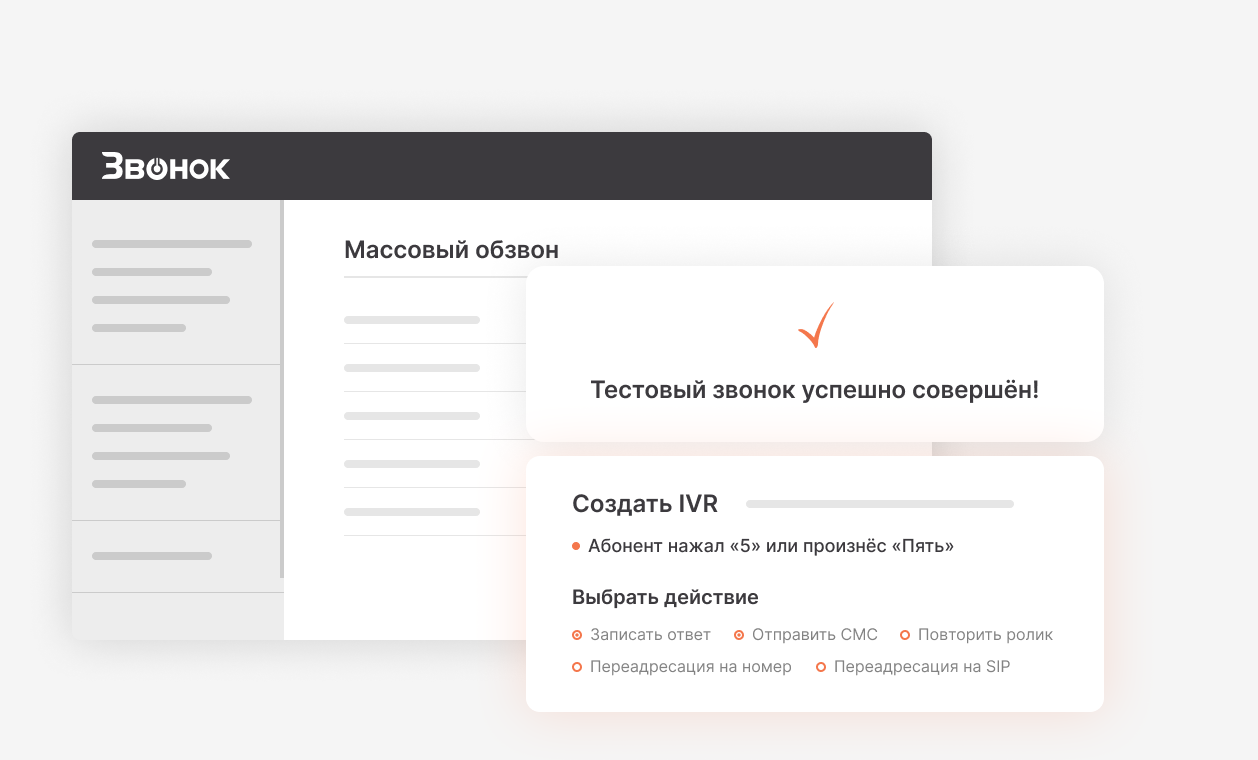 Звонок
Массовый обзвон
Тестовый звонок успешно совершён!
Создать IVR
Абонент нажал «5» или произнёс «Пять»
Выбрать действие
Записать ответ Отправить СМС Повторить ролик
Переадресация на номер Переадресация на SIP